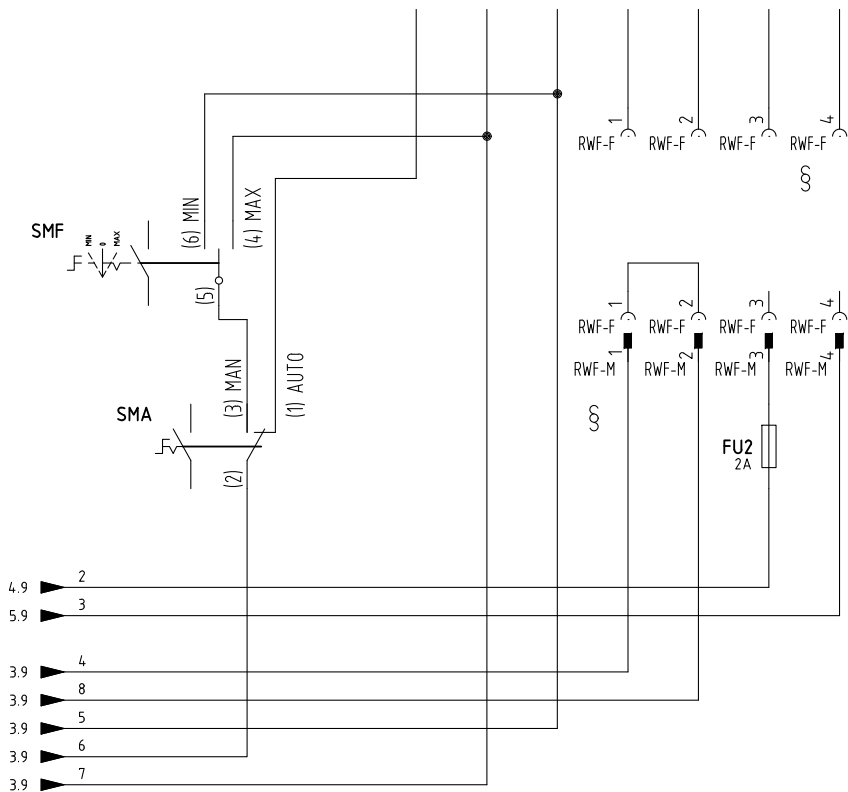 1
2
3
4
RWF-F
RWF-F
RWF-F
RWF-F
§
(6) MIN
(4) MAX
SMF
MIN
0
MAX
(5)
1
2
3
4
RWF-F
RWF-F
RWF-F
RWF-F
1
2
3
4
RWF-M
RWF-M
RWF-M
RWF-M
§
(3) MAN
(1) AUTO
SMA
(2)
FU2
2A
4.9
2
5.9
3
3.9
4
3.9
8
3.9
5
3.9
6
3.9
7